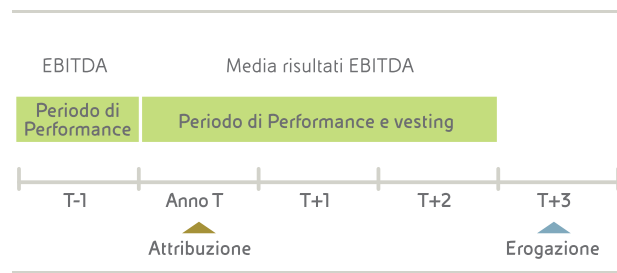 EBITDA
Media risultati EBITDA
Periodo di
Performance
Periodo di Performance e vesting
T-1
Anno T
T+1
T+2
T+3
Attribuzione
Erogazione